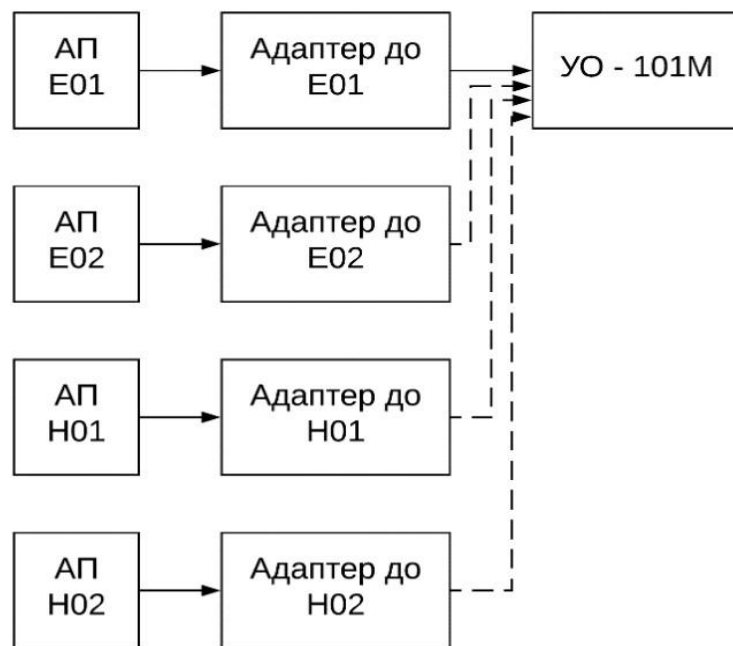 АП
Е01
Адаптер до
Е01
УО - 101М
АП
Е02
Адаптер до
Е02
АП
Н01
Адаптер до
Н01
АП
Н02
Адаптер до
Н02